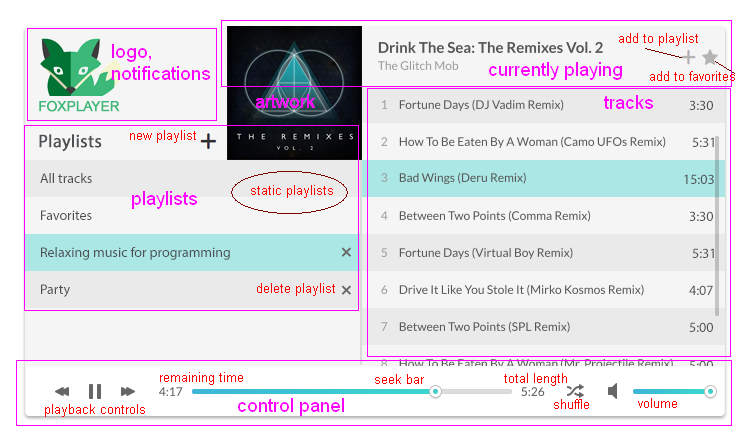 logo,
notifications
FOXPLAYER
artwork
THE REMIXES
VOL. 2
Drink The Sea: The Remixes Vol. 2
The Glitch Mob
currently playing
add to playlist
add to favorites
tracks
Playlists
new playlist
All tracks
playlists
static playlists
Favorites
Relaxing music for programming
Party
delete playlist
1 Fortune Days (DJ Vadim Remix) 3:30
2 How To Be Eaten By A Woman (Camo UFOs Remix) 5:31
3 Bad Wings (Deru Remix) 15:03
4 Between Two Points (Comma Remix) 3:30
5 Fortune Days (Virtual Boy Remix) 5:31
6 Drive It Like You Stole It (Mirko Kosmos Remix) 4:07
7 Between Two Points (SPL Remix) 5:00
8 How To Be Eaten By A Woman (Mr. Projectile Remix) 5:00
remaining time
seek bar
total length
4:17
5:26
playback controls
control panel
shuffle
volume